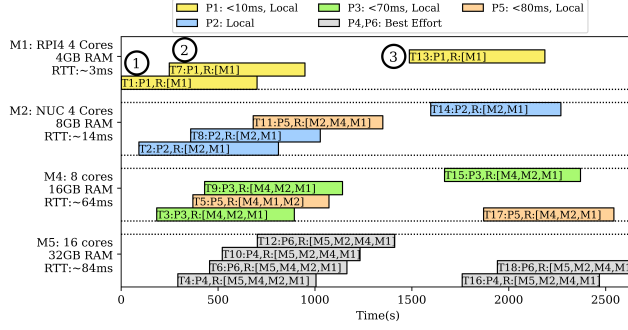 P1: <10ms, Local
P3: <70ms, Local
P5: <80ms, Local
P2: Local
P4,P6: Best Effort
M1: RPI4 4 Cores
4GB RAM
RTT:~3ms
1
2
3
T13:P1,R:[M1]
T7:P1,R:[M1]
T1:P1,R:[M1]
M2: NUC 4 Cores
8GB RAM
RTT:~14ms
T14:P2,R:[M2,M1]
T11:P5,R:[M2,M4,M1]
T8:P2,R:[M2,M1]
T2:P2,R:[M2,M1]
M4: 8 cores
16GB RAM
RTT:~64ms
T15:P3,R:[M4,M2,M1]
T9:P3,R:[M4,M2,M1]
T5:P5,R:[M4,M1,M2]
T3:P3,R:[M4,M2,M1]
T17:P5,R:[M4,M2,M1]
M5: 16 cores
32GB RAM
RTT:~84ms
T12:P6,R:[M5,M2,M4,M1]
T10:P4,R:[M5,M2,M4,M1]
T6:P6,R:[M5,M4,M2,M1]
T18:P6,R:[M5,M2,M4,M1
T4:P4,R:[M5,M4,M2,M1]
T16:P4,R:[M5,M4,M2,M1]
0
500
1000
1500
2000
2500
Time(s)